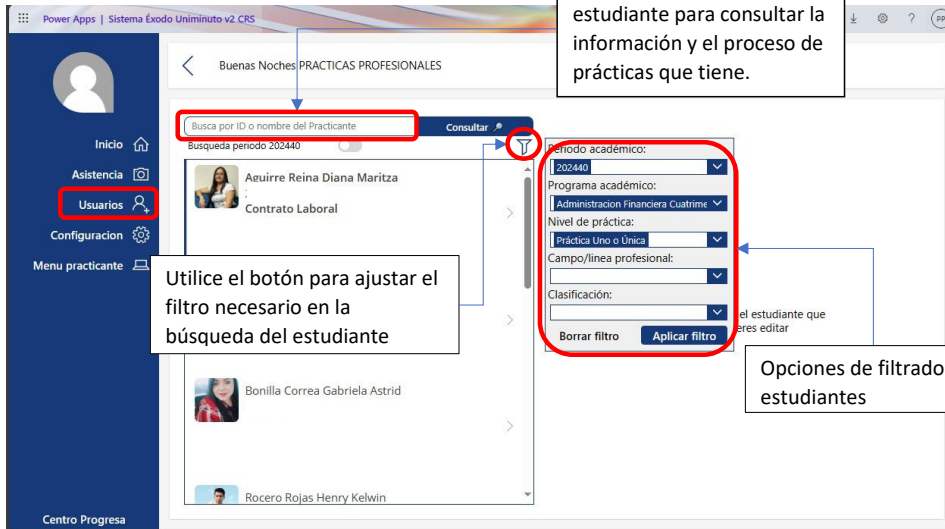 Power Apps | Sistema Éxodo Uniminuto v2 CRS
estudiante para consultar la
información y el proceso de
prácticas que tiene.
?
PP
Buenas Noches PRACTICAS PROFESIONALES
Inicio
Asistencia
Usuarios
Configuracion
Menu practicante
Centro Progresa
Busca por ID o nombre del Practicante
Consultar
Busqueda periodo 202440
Aguirre Reina Diana Maritza
:
Contrato Laboral
Utilice el botón para ajustar el
filtro necesario en la
búsqueda del estudiante
Bonilla Correa Gabriela Astrid
Rocero Rojas Henry Kelwin
Periodo académico:
202440
Programa académico:
Administracion Financiera Cuatrime
Nivel de práctica:
Práctica Uno o Única
Campo/linea profesional:
Clasificación:
Borrar filtro
Aplicar filtro
el estudiante que
eres editar
Opciones de filtrado
estudiantes